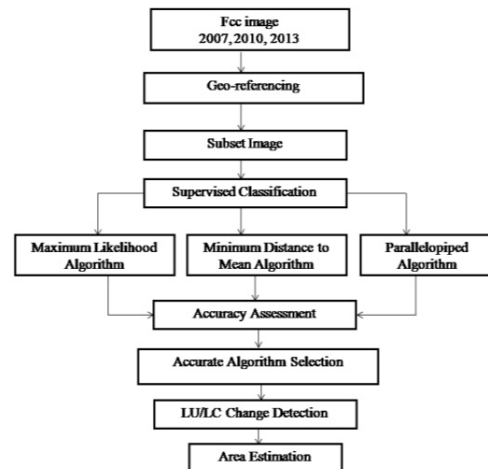 Fcc image
2007, 2010, 2013
Geo-referencing
Subset Image
Supervised Classification
Maximum Likelihood
Algorithm
Minimum Distance to
Mean Algorithm
Parallelopiped
Algorithm
Accuracy Assessment
Accurate Algorithm Selection
LU/LC Change Detection
Area Estimation